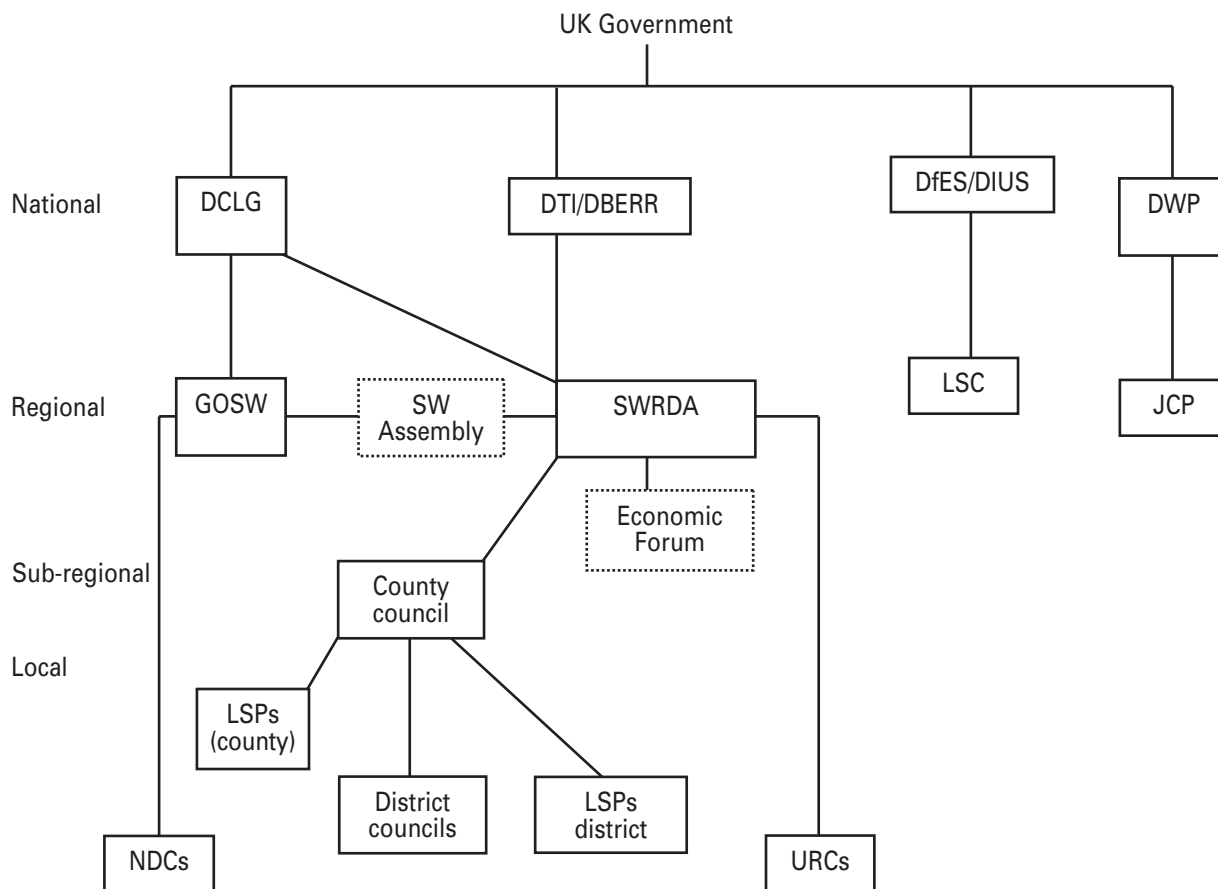 UK Government
National
DCLG
DTI/DBERR
DfES/DIUS
DWP
Regional
GOSW
SW
Assembly
SWRDA
LSC
JCP
Economic
Forum
Sub-regional
County
council
Local
LSPs
(county)
District
councils
LSPs
district
NDCs
URCs